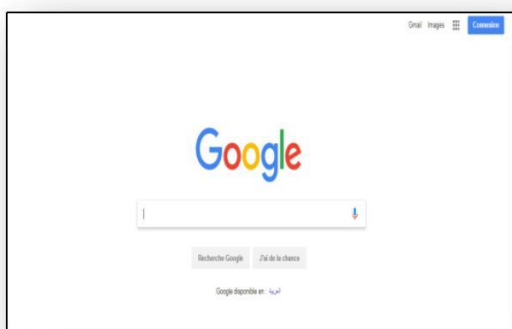 Gmail Images Connexion
Google
Recherche Google J'ai de la chance
Google disponible en : العربية